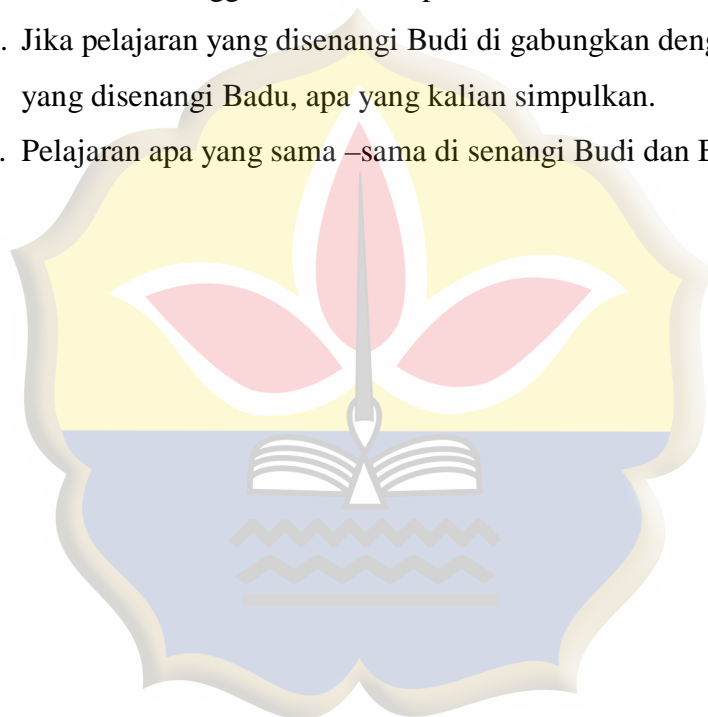 . Jika pelajaran yang disenangi Budi di gabungkan
yang disenangi Badu, apa yang kalian simpulkan.
. Pelajaran apa yang sama –sama di senangi Budi dan